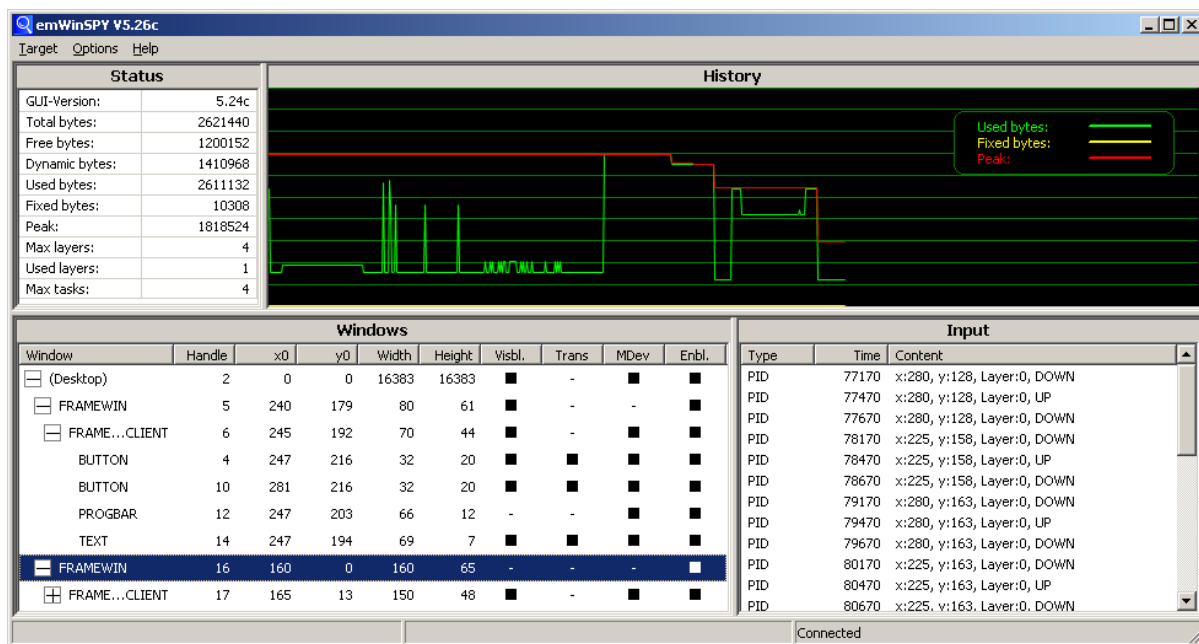 emWinSPY V5.26c
Target Options Help
Status
GUI-Version: 5.24c
Total bytes: 2621440
Free bytes: 1200152
Dynamic bytes: 1410968
Used bytes: 2611132
Fixed bytes: 10308
Peak: 1818524
Max layers: 4
Used layers: 1
Max tasks: 4
History
Used bytes:
Fixed bytes:
Peak:
Windows
Window Handle x0 y0 Width Height Visbl. Trans MDev Enbl.
(Desktop) 2 0 0 16383 16383 -
FRAMEWIN 5 240 179 80 61 - -
FRAME...CLIENT 6 245 192 70 44 -
BUTTON 4 247 216 32 20
BUTTON 10 281 216 32 20
PROGBAR 12 247 203 66 12 - -
TEXT 14 247 194 69 7
FRAMEWIN 16 160 0 160 65 - - -
FRAME...CLIENT 17 165 13 150 48 -
Input
Type Time Content
PID 77170 x:280, y:128, Layer:0, DOWN
PID 77470 x:280, y:128, Layer:0, UP
PID 77670 x:280, y:128, Layer:0, DOWN
PID 78170 x:225, y:158, Layer:0, DOWN
PID 78470 x:225, y:158, Layer:0, UP
PID 78670 x:225, y:158, Layer:0, DOWN
PID 79170 x:280, y:163, Layer:0, DOWN
PID 79470 x:280, y:163, Layer:0, UP
PID 79670 x:280, y:163, Layer:0, DOWN
PID 80170 x:225, y:163, Layer:0, DOWN
PID 80470 x:225, y:163, Layer:0, UP
PID 80670 x:225, y:163, Layer:0, DOWN
Connected